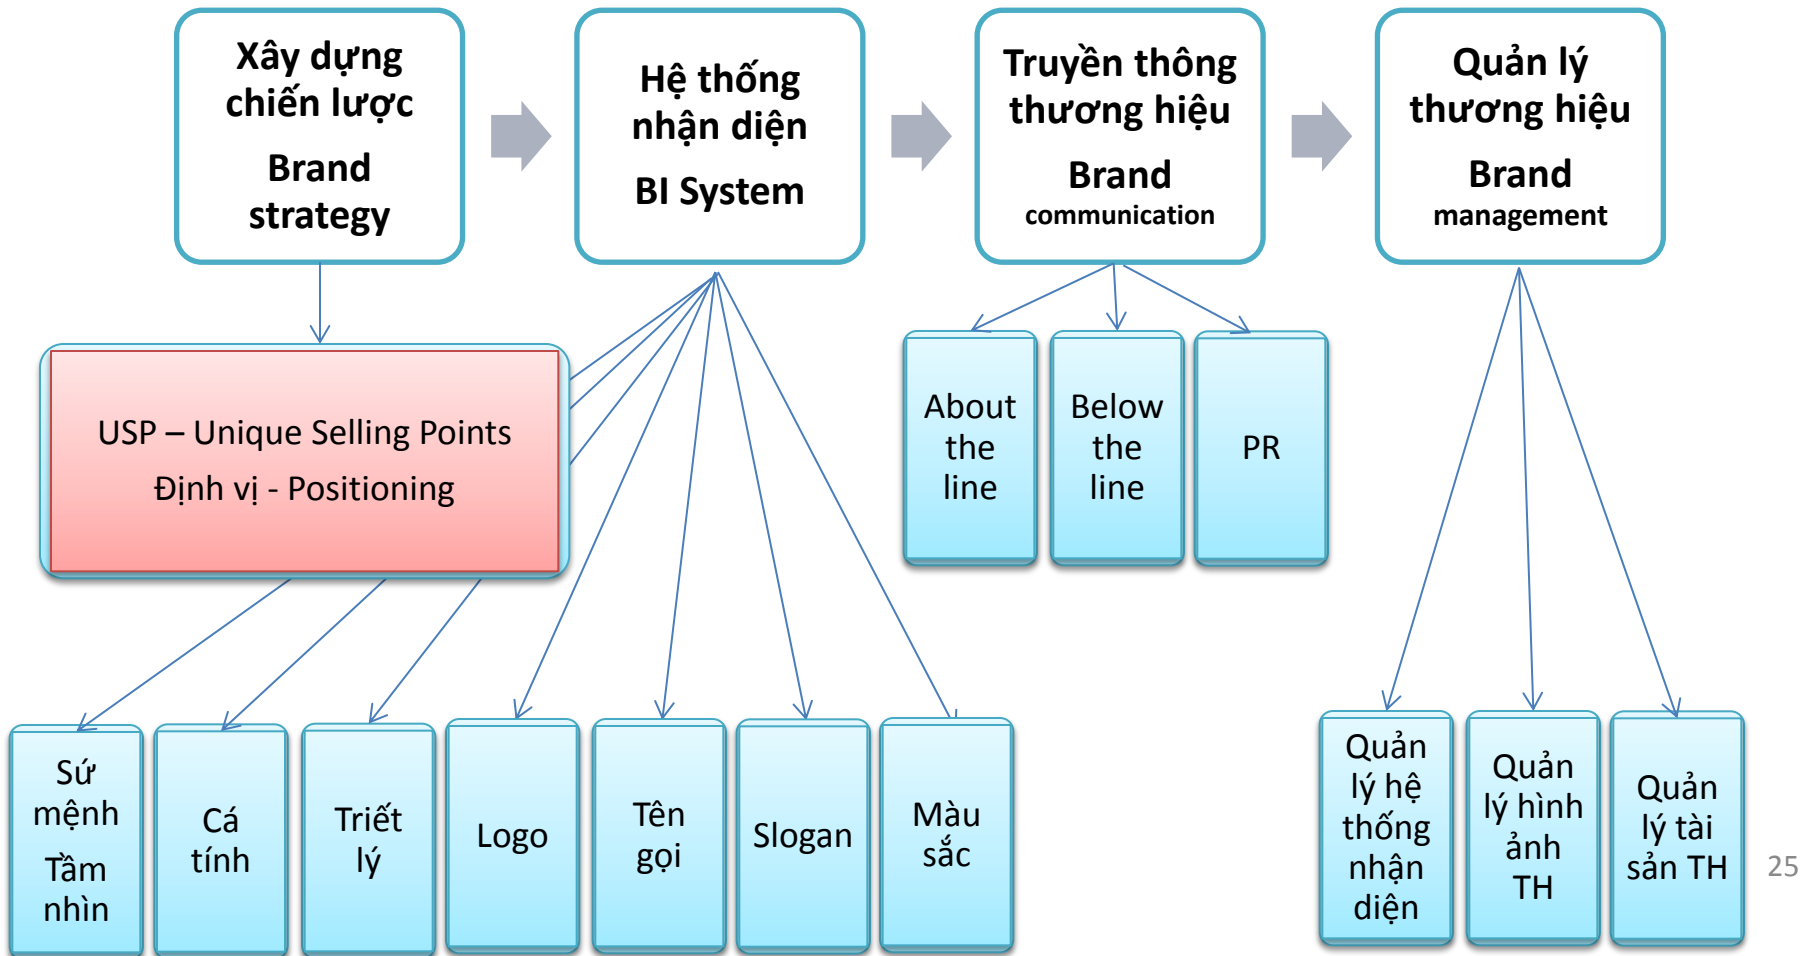 Xây dựng
chiến lược
Brand
strategy
Hệ thống
nhận diện
BI System
Truyền thông
thương hiệu
Brand
communication
Quản lý
thương hiệu
Brand
management
USP – Unique Selling Points
Định vị - Positioning
About
the
line
Below
the
line
PR
Sứ
mệnh
Tầm
nhìn
Cá
tính
Triết
lý
Logo
Tên
gọi
Slogan
Màu
sắc
Quản
lý hệ
thống
nhận
diện
Quản
lý hình
ảnh
TH
Quản
lý tài
sản TH
25